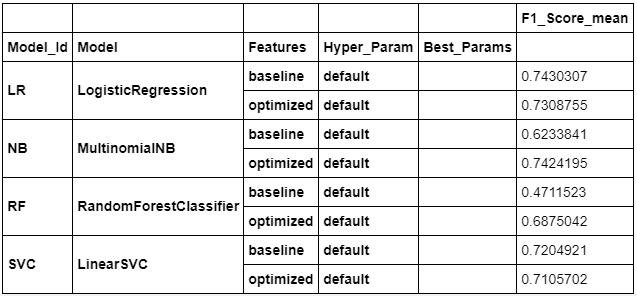 F1_Score_mean
Model_Id Model Features Hyper_Param Best_Params
LR LogisticRegression baseline default 0.7430307
optimized default 0.7308755
NB MultinomialNB baseline default 0.6233841
optimized default 0.7424195
RF RandomForestClassifier baseline default 0.4711523
optimized default 0.6875042
SVC LinearSVC baseline default 0.7204921
optimized default 0.7105702